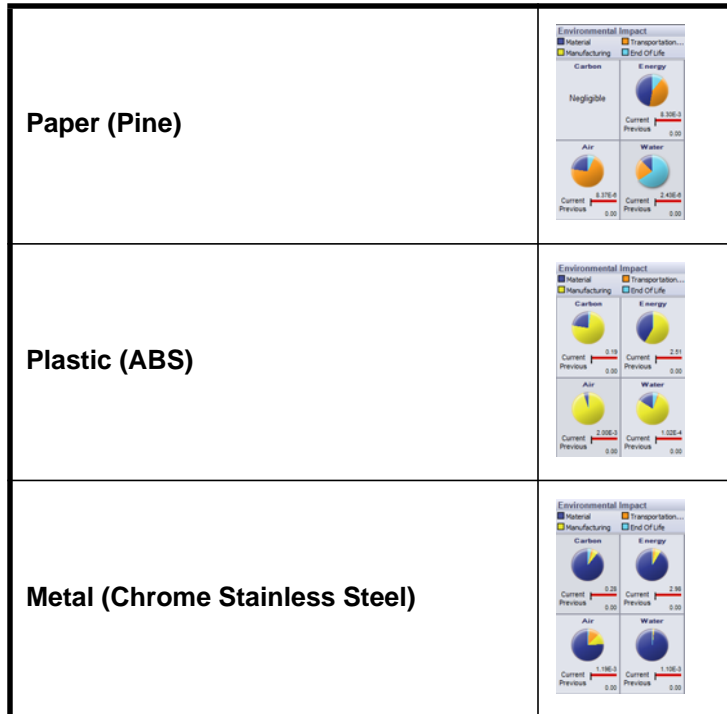 Paper (Pine)
Environmental Impact
Material Transportation...
Manufacturing End Of Life
Carbon Energy
Negligible
8.30E-3
Current
Previous
0.00
Air Water
8.37E-6 2.43E-6
Current Current
Previous Previous
0.00 0.00
Plastic (ABS)
Environmental Impact
Material Transportation...
Manufacturing End Of Life
Carbon Energy
0.19 2.51
Current Current
Previous Previous
0.00 0.00
Air Water
2.00E-3 1.02E-4
Current Current
Previous Previous
0.00 0.00
Metal (Chrome Stainless Steel)
Environmental Impact
Material Transportation...
Manufacturing End Of Life
Carbon Energy
0.28 2.98
Current Current
Previous Previous
0.00 0.00
Air Water
1.19E-3 1.10E-3
Current Current
Previous Previous
0.00 0.00